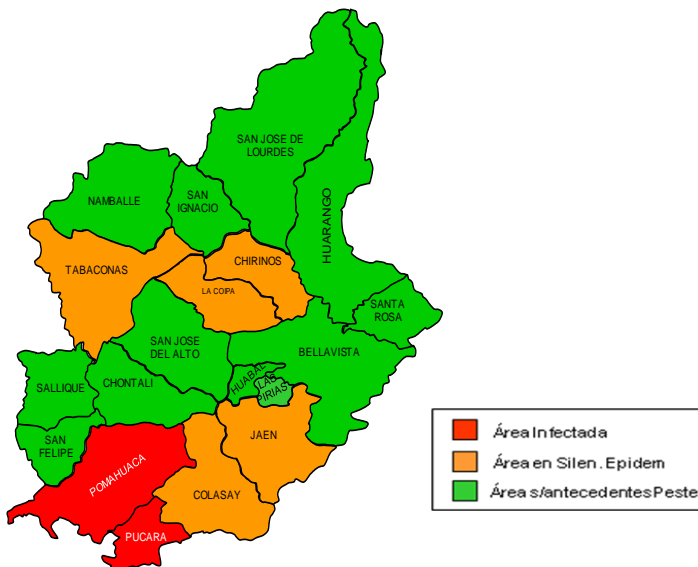 SAN JOSE DE
LOURDES
NAMBALLE
SAN
IGNACIO
HUARANGO
TABACONAS
CHIRINOS
LA COIPA
SANTA
ROSA
SAN JOSE
DEL ALTO
BELLAVISTA
SALLIQUE
CHONTALI
HUABAL
LAS
PIRIAS
SAN
FELIPE
JAEN
POMAHUACA
COLASAY
PUCARA
Área Infectada
Área en Silen. Epidem
Área s/antecedentes Peste